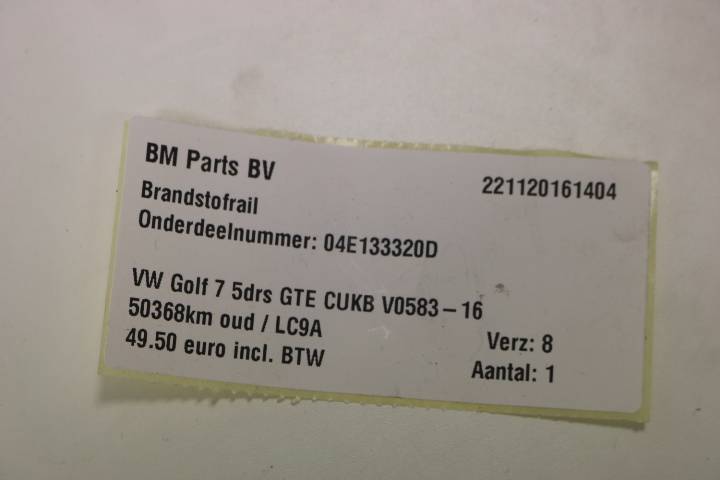 BM Parts BV 221120161404
Brandstofrail
Onderdeelnummer: 04E133320D
VW Golf 7 5drs GTE CUKB V0583-16
50368km oud / LC9A Verz: 8
49.50 euro incl. BTW Aantal: 1